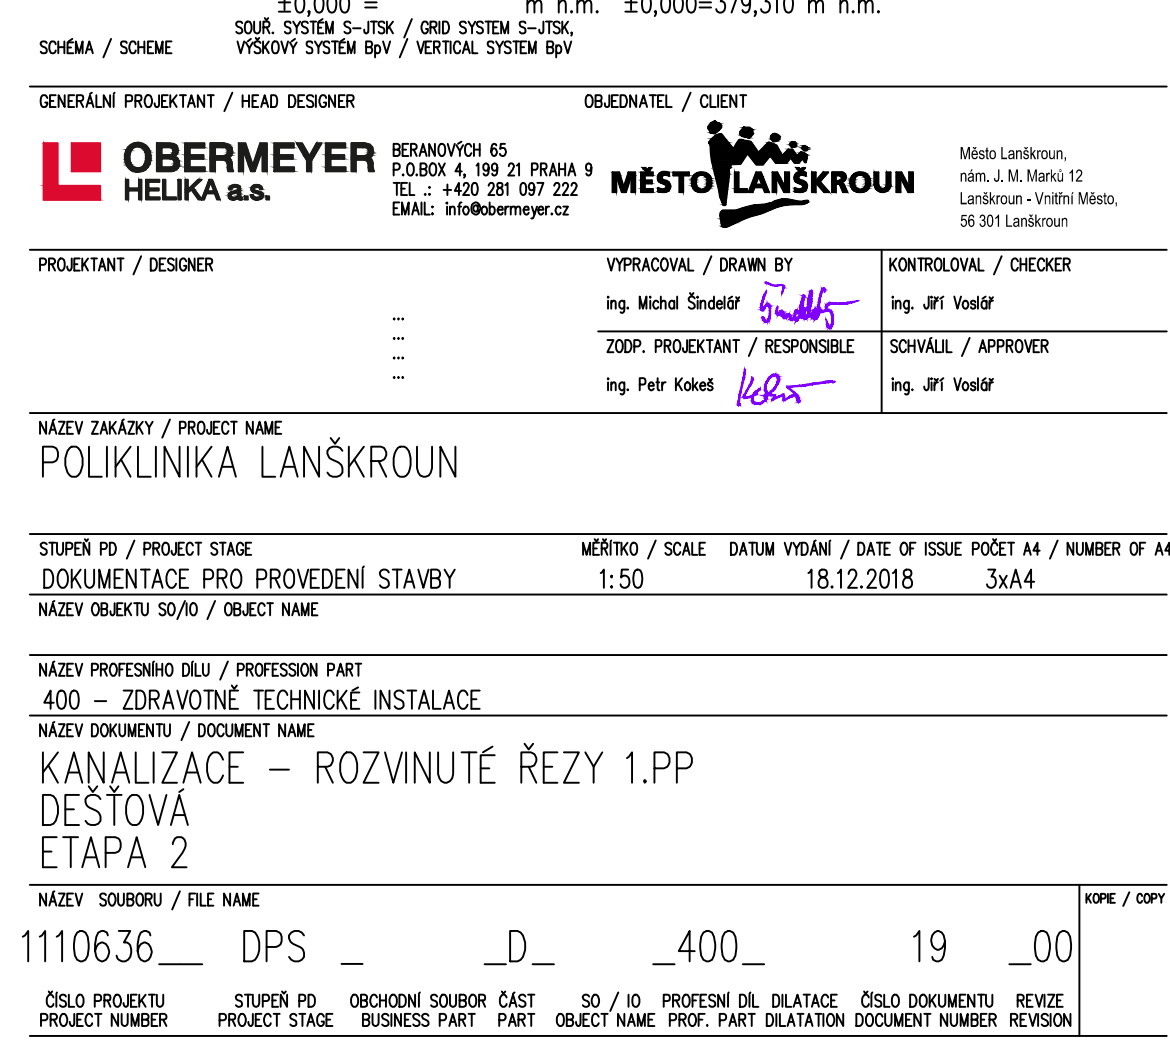 ±0,000 = m n.m. ±0,000=379,310 m n.m.
SOUŘ. SYSTÉM S-JTSK / GRID SYSTEM S-JTSK,
SCHÉMA / SCHEME VÝŠKOVÝ SYSTÉM BpV / VERTICAL SYSTEM BpV
GENERÁLNÍ PROJEKTANT / HEAD DESIGNER OBJEDNATEL / CLIENT
OBERMEYER
HELIKA a.s.
BERANOVÝCH 65
P.O.BOX 4, 199 21 PRAHA 9
TEL .: +420 281 097 222
EMAIL: info@obermeyer.cz
MĚSTO LANŠKROUN
Město Lanškroun,
nám. J. M. Marků 12
Lanškroun - Vnitřní Město,
56 301 Lanškroun
PROJEKTANT / DESIGNER
...
...
...
...
VYPRACOVAL / DRAWN BY KONTROLOVAL / CHECKER
ing. Michal Šindelář ing. Jiří Voslář
ZODP. PROJEKTANT / RESPONSIBLE SCHVÁLIL / APPROVER
ing. Petr Kokeš ing. Jiří Voslář
NÁZEV ZAKÁZKY / PROJECT NAME
POLIKLINIKA LANŠKROUN
STUPEŇ PD / PROJECT STAGE MĚŘÍTKO / SCALE DATUM VYDÁNÍ / DATE OF ISSUE POČET A4 / NUMBER OF A4
DOKUMENTACE PRO PROVEDENÍ STAVBY 1:50 18.12.2018 3xA4
NÁZEV OBJEKTU SO/IO / OBJECT NAME
NÁZEV PROFESNÍHO DÍLU / PROFESSION PART
400 – ZDRAVOTNĚ TECHNICKÉ INSTALACE
NÁZEV DOKUMENTU / DOCUMENT NAME
KANALIZACE – ROZVINUTÉ ŘEZY 1.PP
DEŠŤOVÁ
ETAPA 2
NÁZEV SOUBORU / FILE NAME KOPIE / COPY
1110636__ DPS _ _D_ _400_ 19 _00
ČÍSLO PROJEKTU STUPEŇ PD OBCHODNÍ SOUBOR ČÁST SO / IO PROFESNÍ DÍL DILATACE ČÍSLO DOKUMENTU REVIZE
PROJECT NUMBER PROJECT STAGE BUSINESS PART PART OBJECT NAME PROF. PART DILATATION DOCUMENT NUMBER REVISION